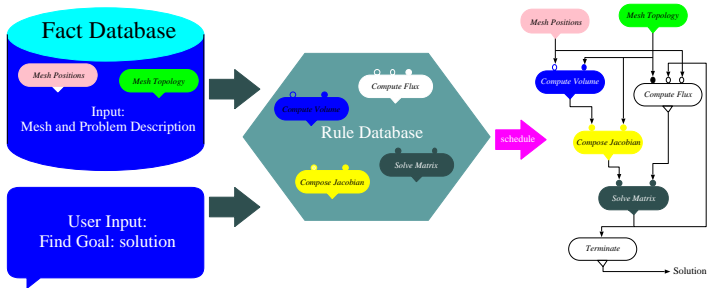 Fact Database
Mesh Positions
Mesh Topology
Input:
Mesh and Problem Description
User Input:
Find Goal: solution
Compute Flux
Compute Volume
Rule Database
Solve Matrix
Compose Jacobian
schedule
Mesh Positions
Mesh Topology
Compute Volume
Compute Flux
Compose Jacobian
Solve Matrix
Terminate
Solution